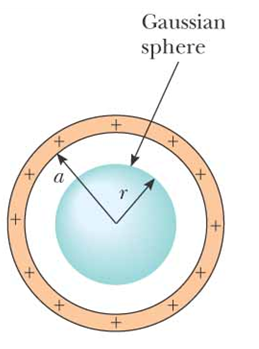 Gaussian
sphere
+
+ +
a
r
+ +
+ +
+ +
+ +
+